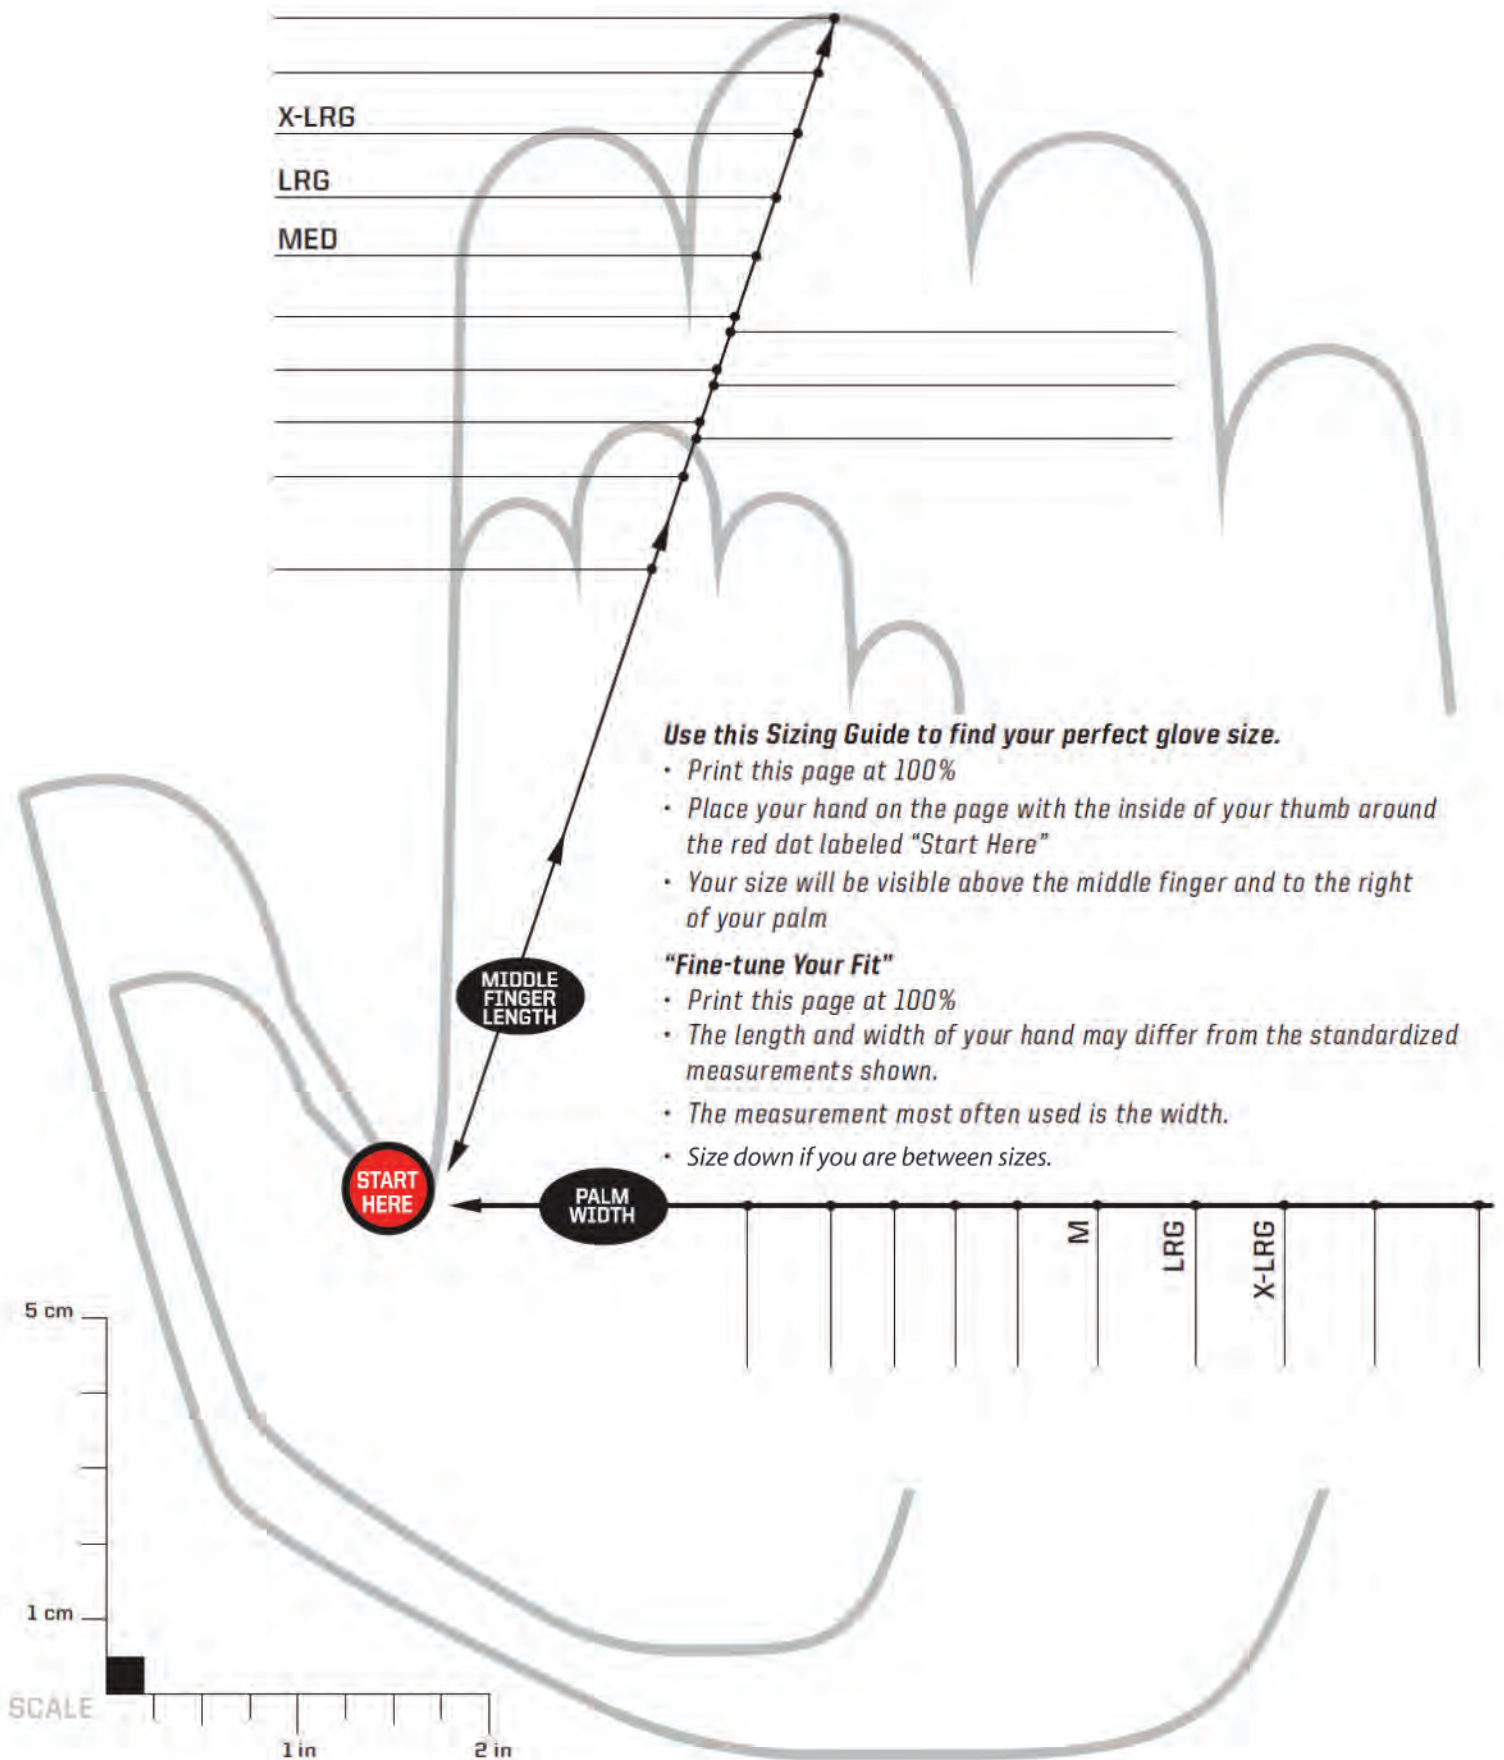 X-LRG
LRG
MED
Use this Sizing Guide to find your perfect glove size.
• Print this page at 100%
• Place your hand on the page with the inside of your thumb around
the red dot labeled “Start Here”
• Your size will be visible above the middle finger and to the right
of your palm
“Fine-tune Your Fit”
• Print this page at 100%
• The length and width of your hand may differ from the standardized
measurements shown.
• The measurement most often used is the width.
• Size down if you are between sizes.
MIDDLE
FINGER
LENGTH
START
HERE
PALM
WIDTH
M
LRG
X-LRG
5 cm
1 cm
SCALE
1 in
2 in